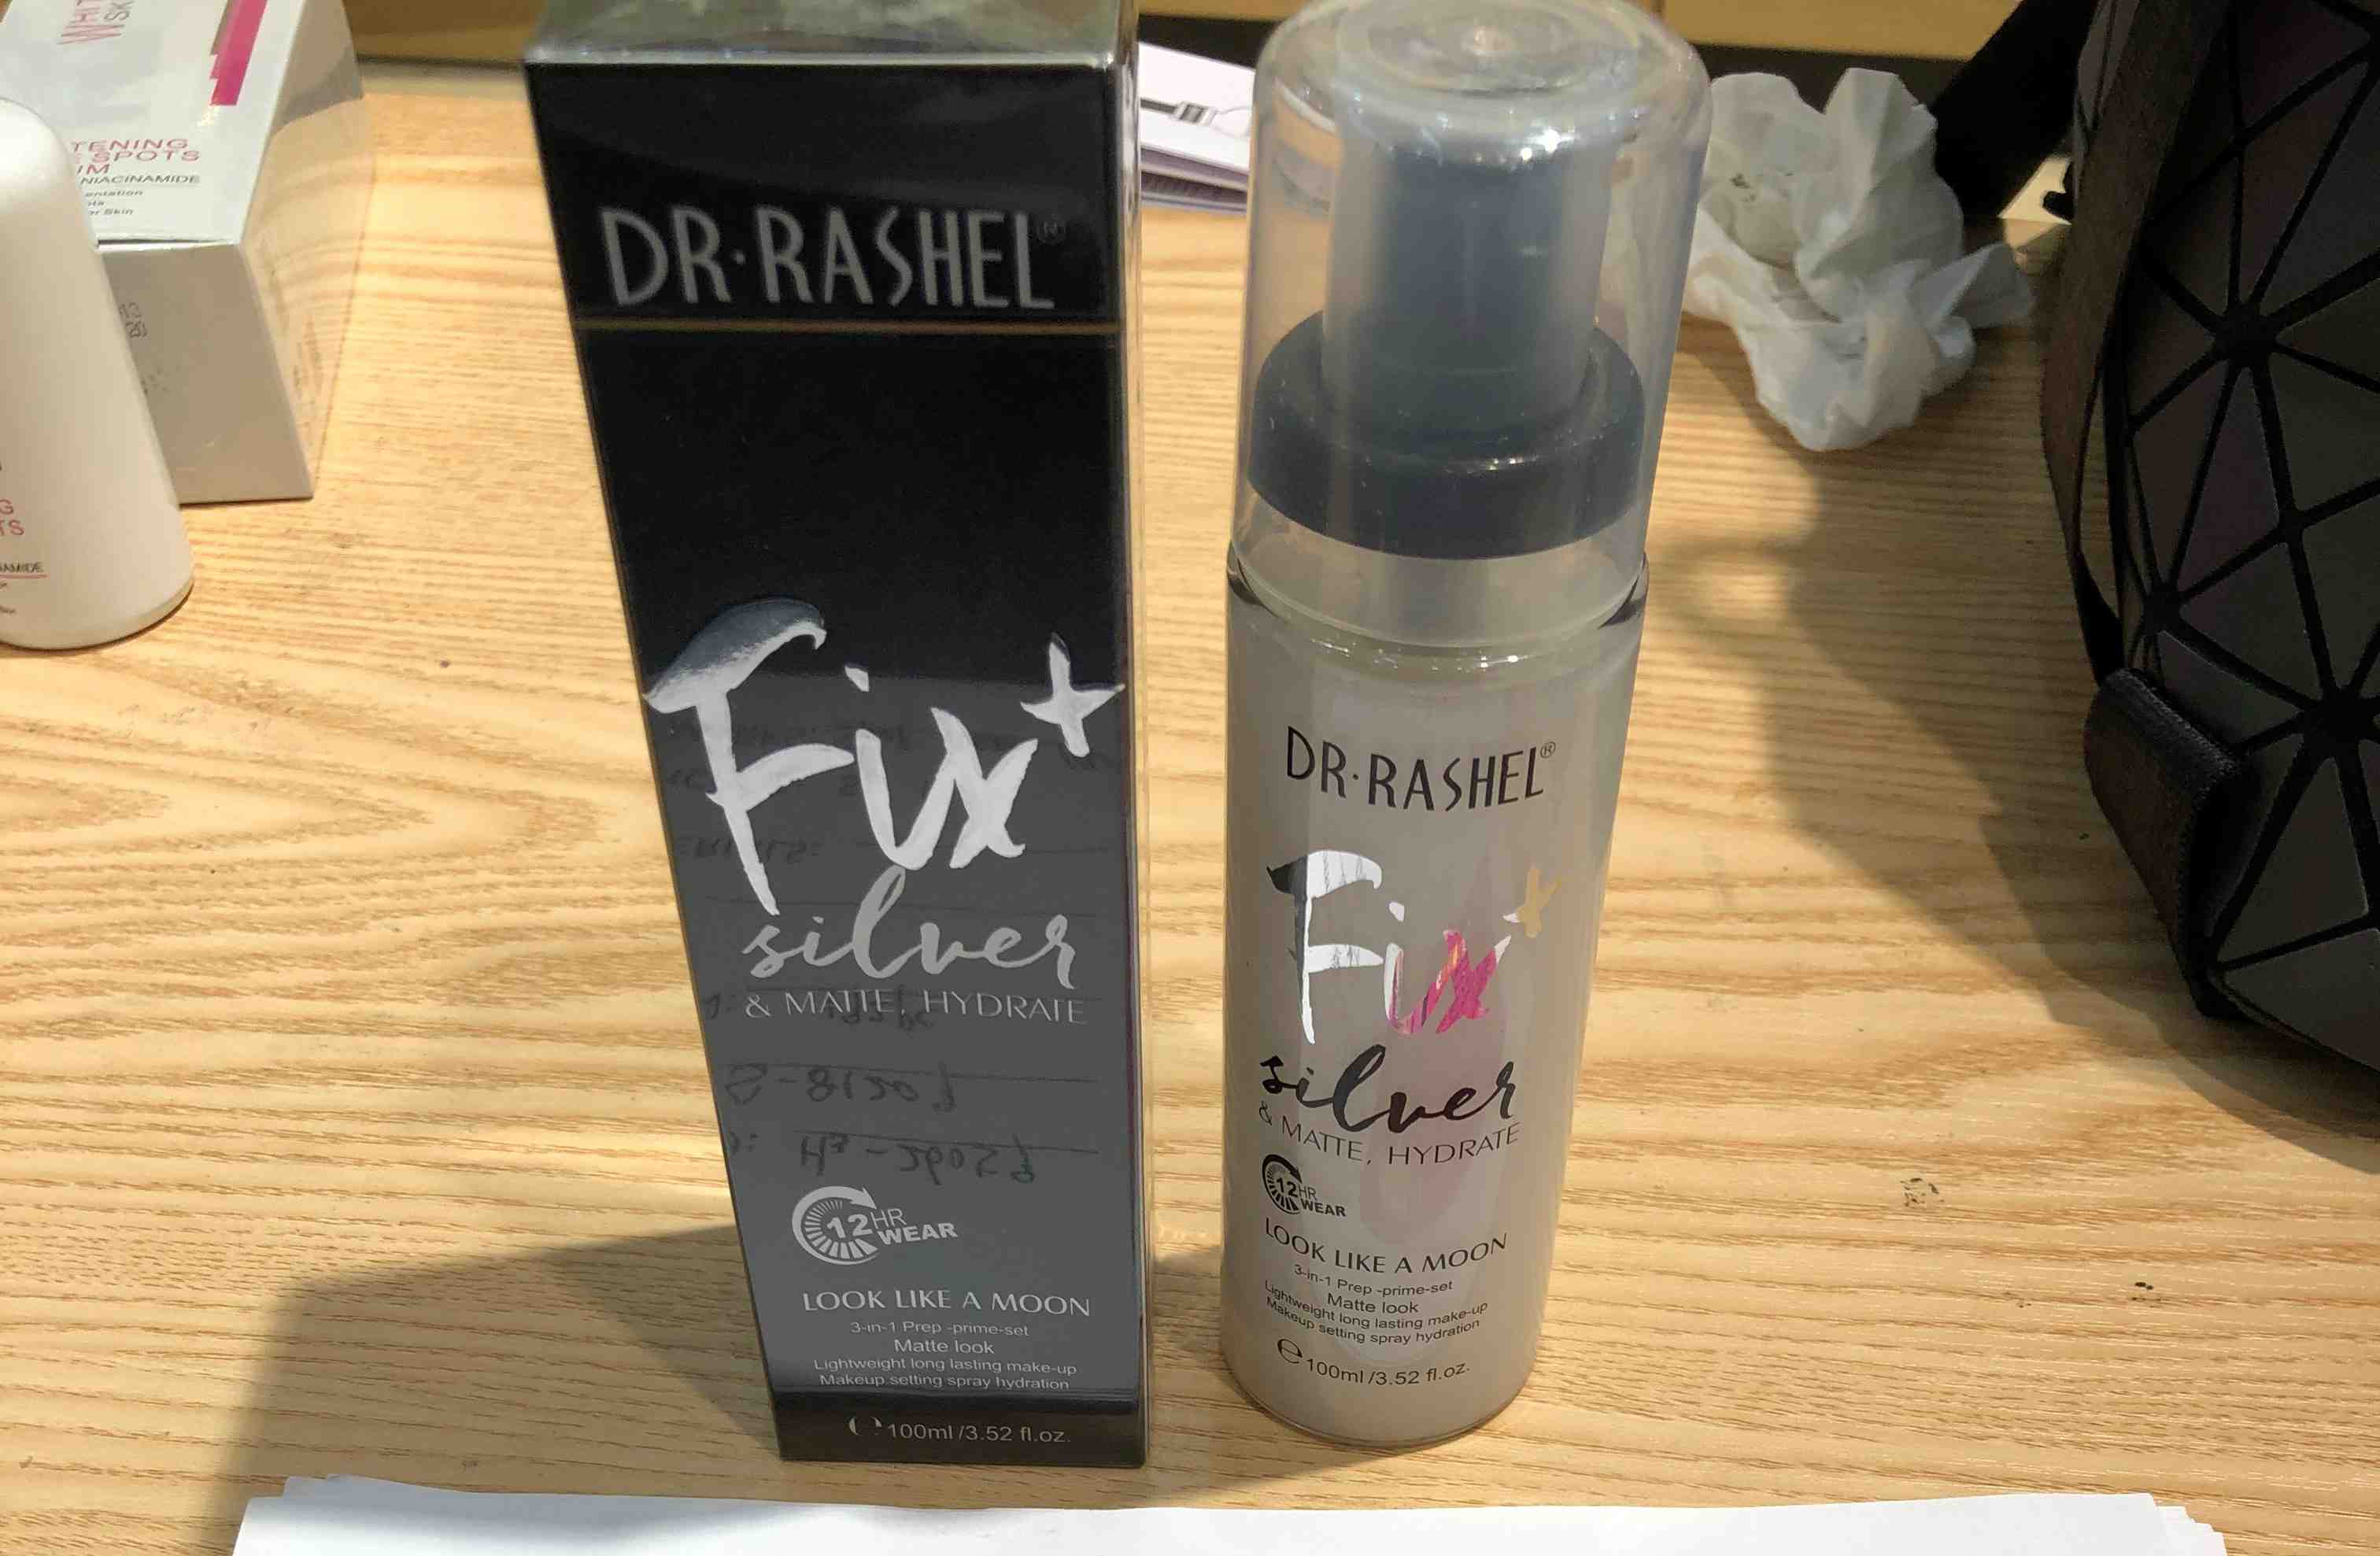 TENING
SPOTS
NIACINAMIDE
DR·RASHEL®
Fix+
silver
& MATTE, HYDRATE
12HR
WEAR
LOOK LIKE A MOON
3-in-1 Prep -prime-set
Matte look
Lightweight long lasting make-up
Makeup setting spray hydration
e 100ml/3.52 fl.oz.
DR·RASHEL®
Fix+
silver
& MATTE, HYDRATE
12HR
WEAR
LOOK LIKE A MOON
3-in-1 Prep -prime-set
Matte look
Lightweight long lasting make-up
Makeup setting spray hydration
e 100ml/3.52 fl.oz.